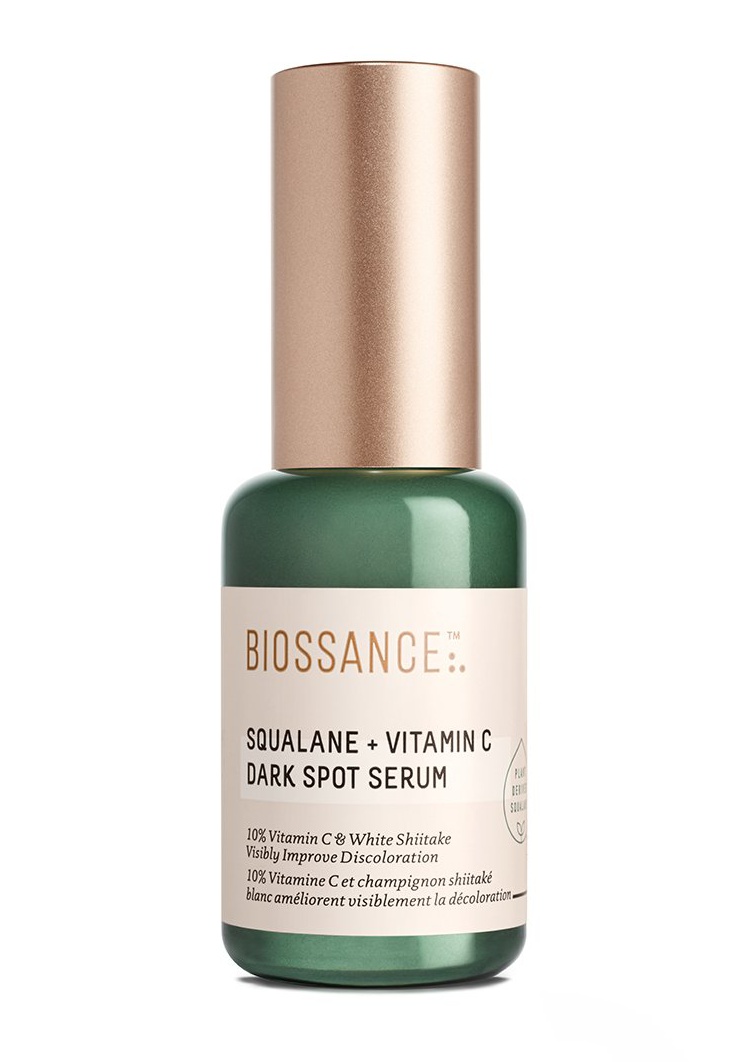 BIOSSANCE™
SQUALANE + VITAMIN C
DARK SPOT SERUM
PLANT
10% Vitamin C & White Shiitake
Visibly Improve Discoloration
10% Vitamine C et champignon shiitaké
blanc améliorent visiblement la décoloration